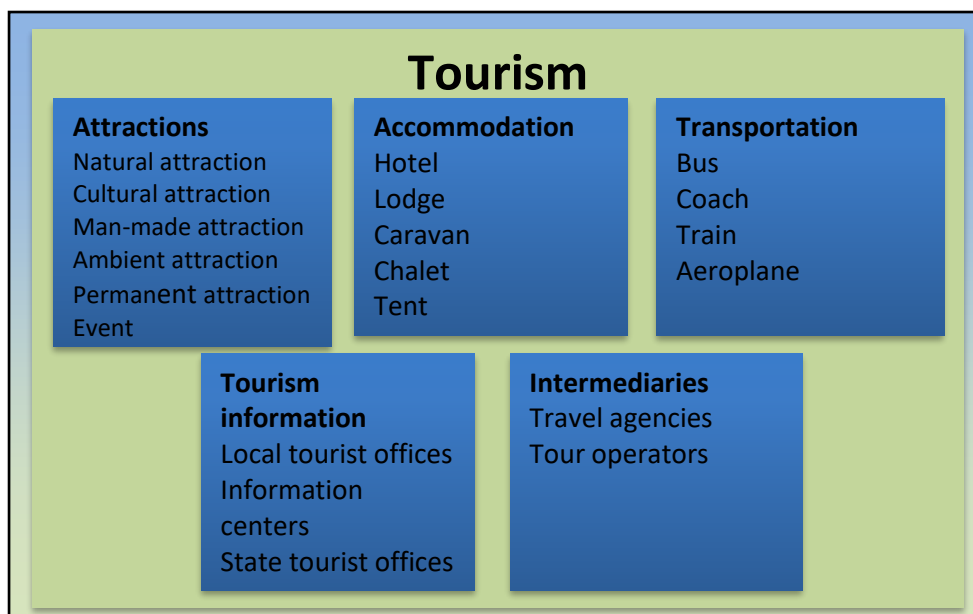 Tourism
Attractions
Natural attraction
Cultural attraction
Man-made attraction
Ambient attraction
Permanent attraction
Event
Accommodation
Hotel
Lodge
Caravan
Chalet
Tent
Transportation
Bus
Coach
Train
Aeroplane
Tourism
information
Local tourist offices
Information
centers
State tourist offices
Intermediaries
Travel agencies
Tour operators